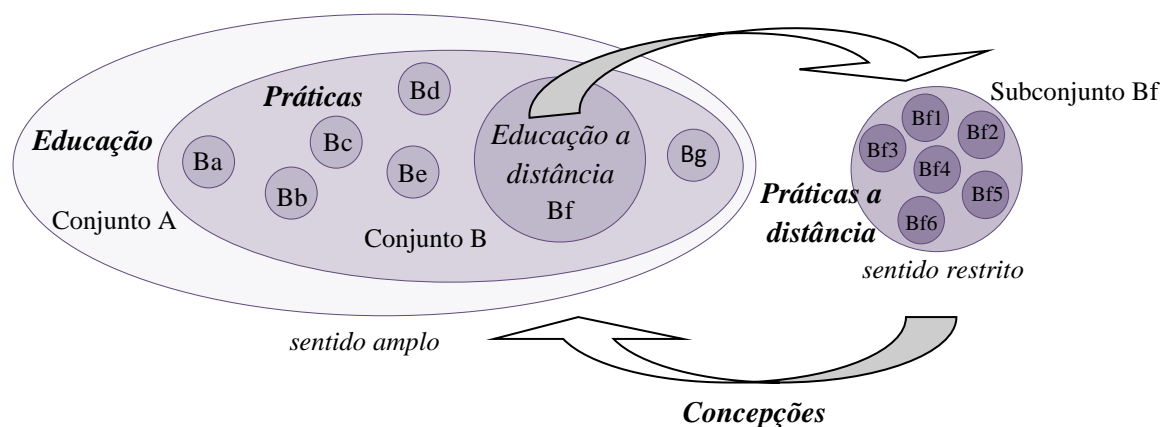 Educação
Conjunto A
Práticas
Ba
Bb
Bc
Bd
Be
Conjunto B
Educação a
distância
Bf
Bg
sentido amplo
Subconjunto Bf
Bf1
Bf2
Bf3
Bf4
Bf5
Bf6
Práticas a
distância
sentido restrito
Concepções